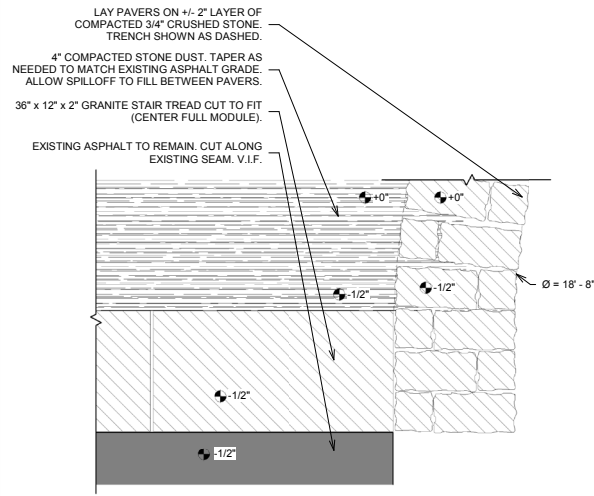 LAY PAVERS ON +/- 2" LAYER OF
COMPACTED 3/4" CRUSHED STONE.
TRENCH SHOWN AS DASHED.
4" COMPACTED STONE DUST. TAPER AS
NEEDED TO MATCH EXISTING ASPHALT GRADE.
ALLOW SPILLOFF TO FILL BETWEEN PAVERS.
36" x 12" x 2" GRANITE STAIR TREAD CUT TO FIT
(CENTER FULL MODULE).
EXISTING ASPHALT TO REMAIN. CUT ALONG
EXISTING SEAM. V.I.F.
+0" +0"
-1/2" -1/2"
Ø = 18' - 8"
-1/2"
-1/2"